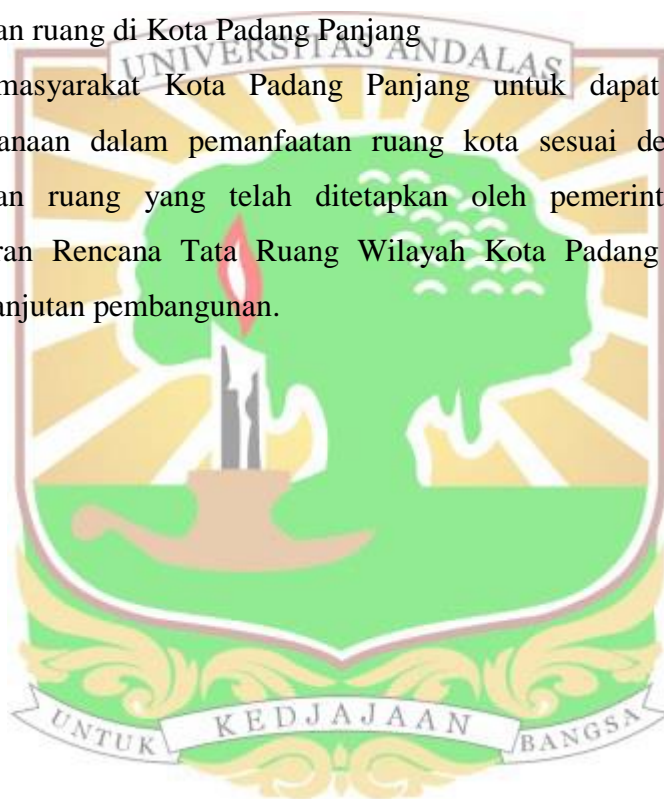 an ruang di Kota Padang Panjang
UNIVERSITAS ANDALAS
masyarakat Kota Padang Panjang untuk dapat
anaan dalam pemanfaatan ruang kota sesuai de
an ruang yang telah ditetapkan oleh pemerint
ran Rencana Tata Ruang Wilayah Kota Padang
anjutan pembangunan.
UNTUK KEDJAJAAN BANGSA